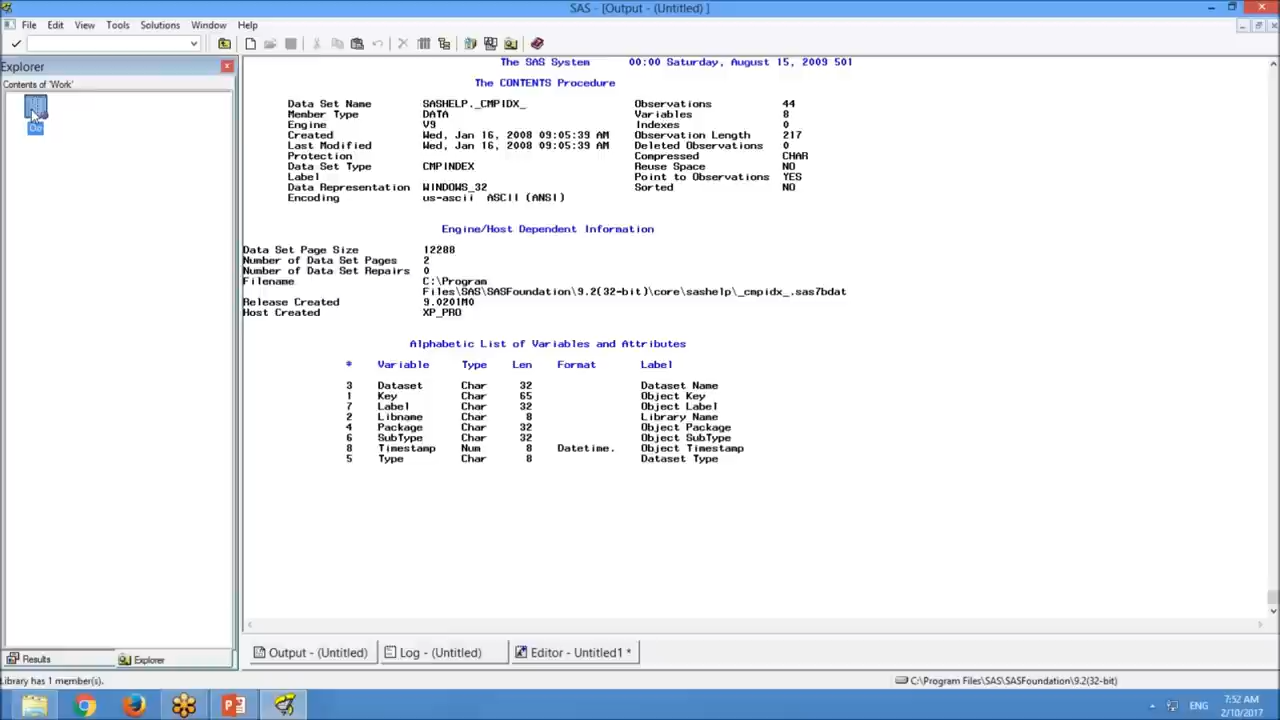 SAS - [Output - (Untitled) ]
File Edit View Tools Solutions Window Help
Explorer
Contents of 'Work'
De
The SAS System 00:00 Saturday, August 15, 2009 501
The CONTENTS Procedure
Data Set Name SASHELP._CMPIDX_ Observations 44
Member Type DATA Variables 8
Engine V9 Indexes 0
Created Wed, Jan 16, 2008 09:05:39 AM Observation Length 217
Last Modified Wed, Jan 16, 2008 09:05:39 AM Deleted Observations 0
Protection Compressed CHAR
Data Set Type CMPINDEX Reuse Space NO
Label Point to Observations YES
Data Representation WINDOWS_32 Sorted NO
Encoding us-ascii ASCII (ANSI)
Engine/Host Dependent Information
Data Set Page Size 12288
Number of Data Set Pages 2
Number of Data Set Repairs 0
Filename C:\Program
Files\SAS\SASFoundation\9.2(32-bit)\core\sashelp\_cmpidx_.sas7bdat
Release Created 9.0201M0
Host Created XP_PRO
Alphabetic List of Variables and Attributes
# Variable Type Len Format Label
3 Dataset Char 32 Dataset Name
1 Key Char 65 Object Key
7 Label Char 32 Object Label
2 Libname Char 8 Library Name
4 Package Char 32 Object Package
6 SubType Char 32 Object SubType
8 Timestamp Num 8 Datetime. Object Timestamp
5 Type Char 8 Dataset Type
Results Explorer
Output - (Untitled) Log - (Untitled) Editor - Untitled1 *
Library has 1 member(s). C:\Program Files\SAS\SASFoundation\9.2(32-bit)
ENG
7:52 AM
2/10/2017